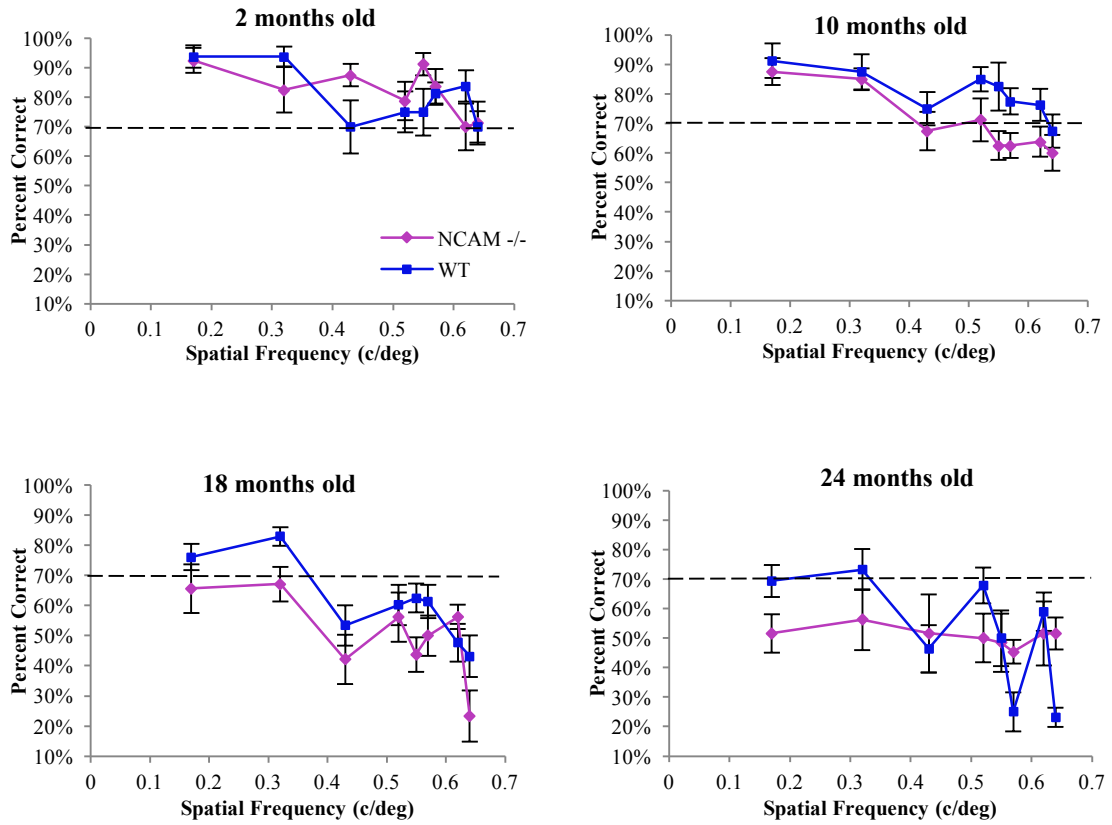 2 months old
100%
90%
80%
70%
60%
50%
40%
30%
20%
10%
Percent Correct
NCAM -/-
WT
0 0.1 0.2 0.3 0.4 0.5 0.6 0.7
Spatial Frequency (c/deg)
10 months old
100%
90%
80%
70%
60%
50%
40%
30%
20%
10%
Percent Correct
0 0.1 0.2 0.3 0.4 0.5 0.6 0.7
Spatial Frequency (c/deg)
18 months old
100%
90%
80%
70%
60%
50%
40%
30%
20%
10%
Percent Correct
0 0.1 0.2 0.3 0.4 0.5 0.6 0.7
Spatial Frequency (c/deg)
24 months old
100%
90%
80%
70%
60%
50%
40%
30%
20%
10%
Percent Correct
0 0.1 0.2 0.3 0.4 0.5 0.6 0.7
Spatial Frequency (c/deg)